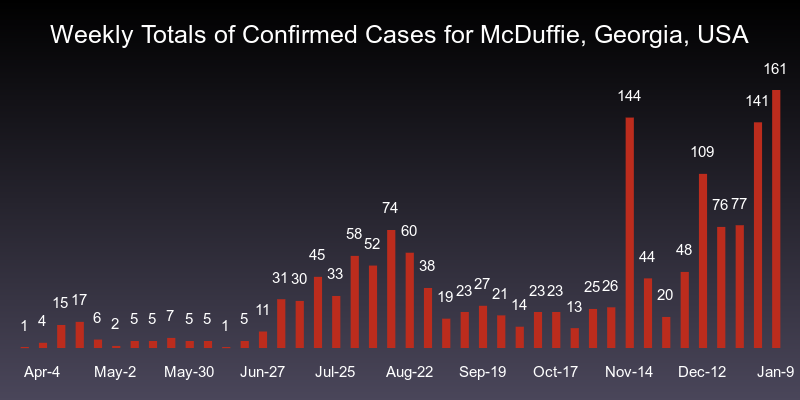 Weekly Totals of Confirmed Cases for McDuffie, Georgia, USA
1 4 15 17 6 2 5 5 7 5 5 1 5 11 31 30 45 33 58 52 74 60 38 19 23 27 21 14 23 23 13 25 26 144 44 20 48 109 76 77 141 161
Apr-4 May-2 May-30 Jun-27 Jul-25 Aug-22 Sep-19 Oct-17 Nov-14 Dec-12 Jan-9